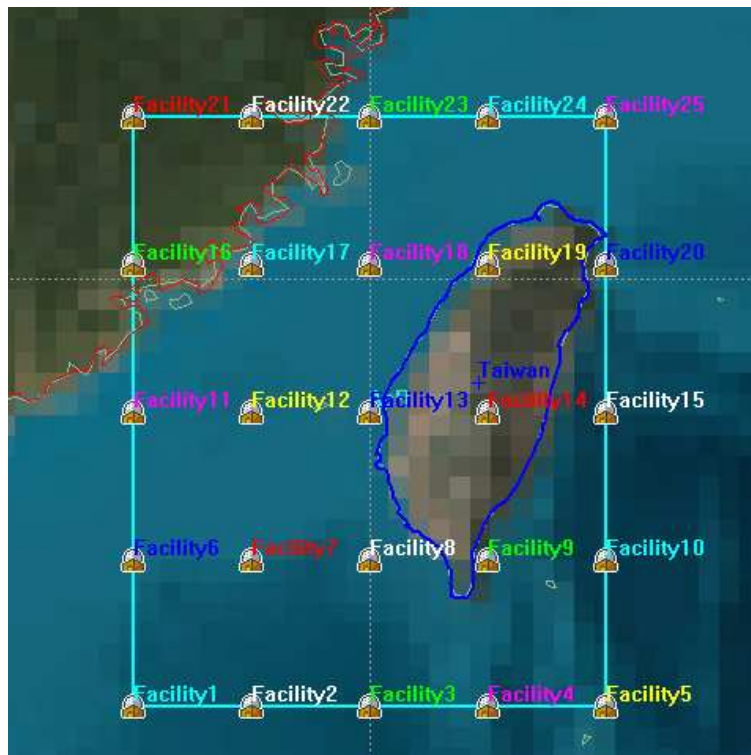 Facility21 Facility22 Facility23 Facility24 Facility25
Facility16 Facility17 Facility18 Facility19 Facility20
Taiwan
Facility11 Facility12 Facility13 Facility14 Facility15
Facility6 Facility7 Facility8 Facility9 Facility10
Facility1 Facility2 Facility3 Facility4 Facility5